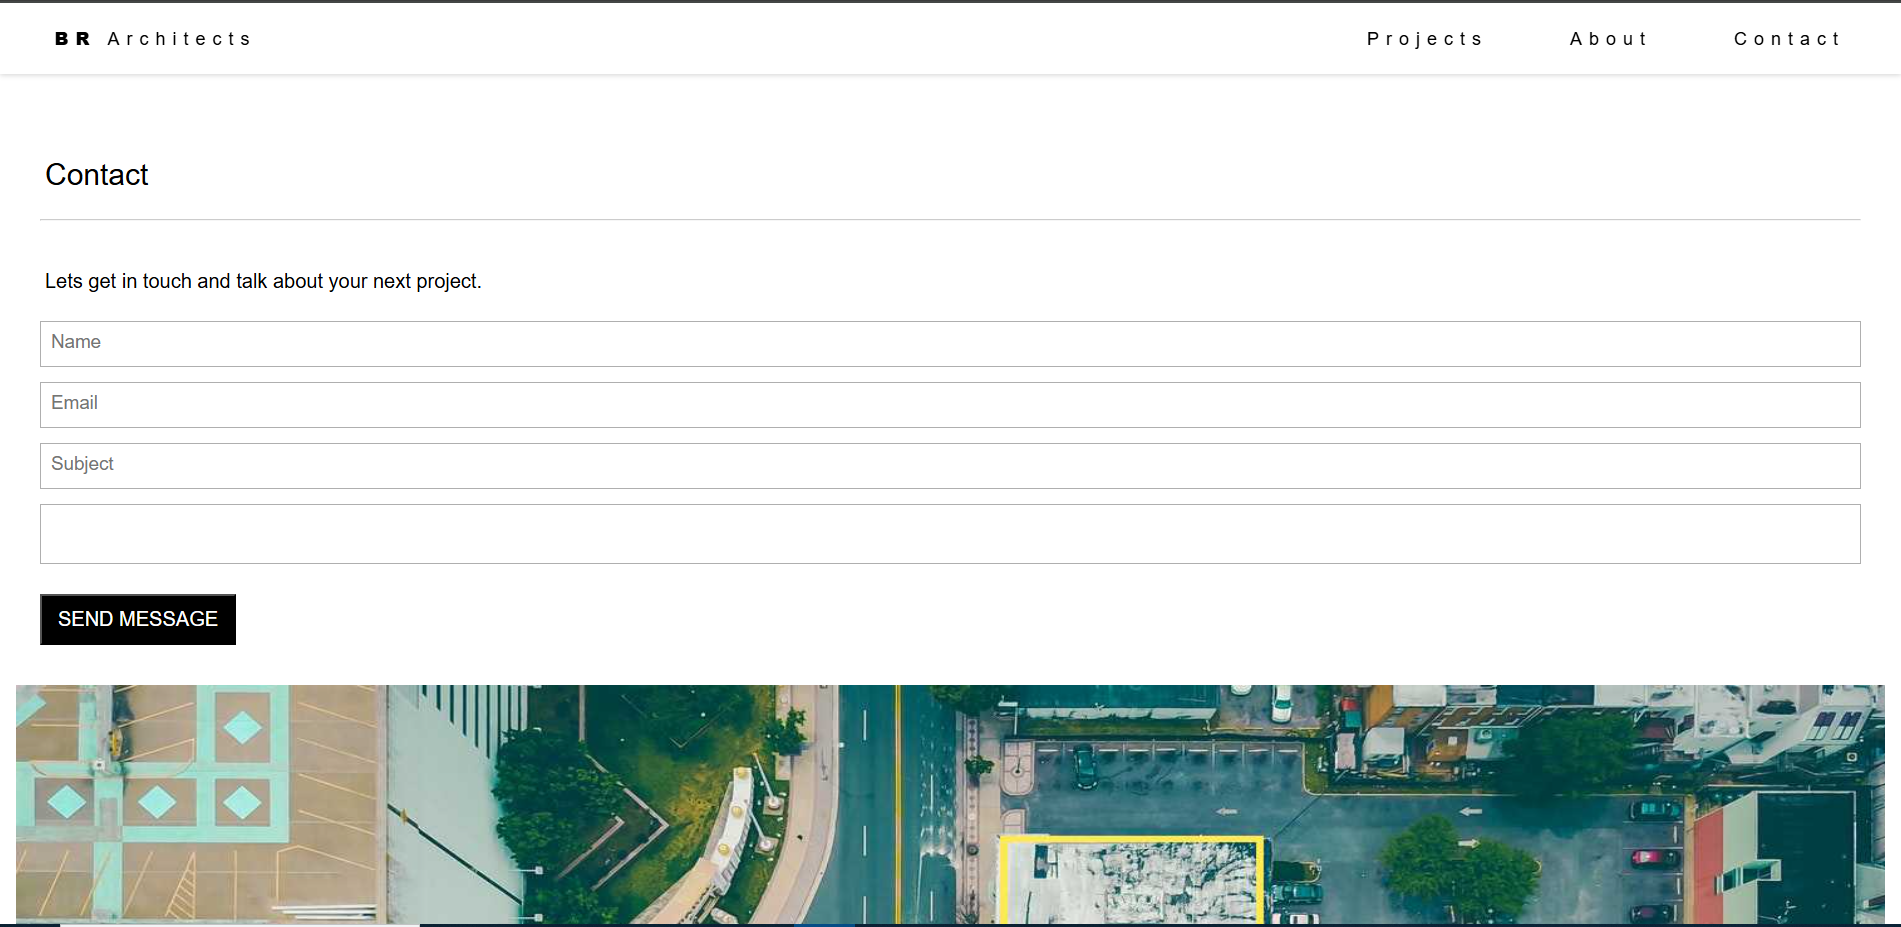 BR Architects
Projects About Contact
Contact
Lets get in touch and talk about your next project.
Name
Email
Subject
SEND MESSAGE